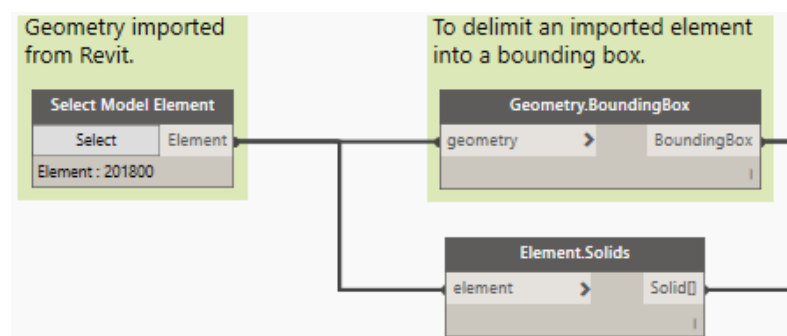 Geometry imported
from Revit.
To delimit an imported element
into a bounding box.
Select Model Element
Select Element
Element : 201800
Geometry.BoundingBox
geometry > BoundingBox
l
Element.Solids
element > Solid[]
l